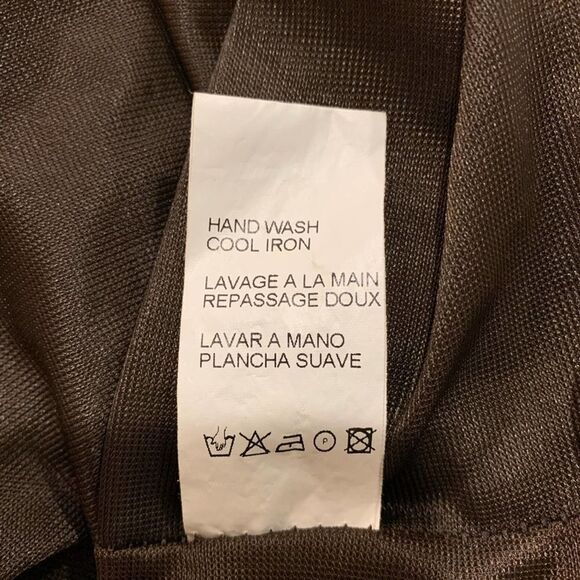 HAND WASH
COOL IRON
LAVAGE A LA MAIN
REPASSAGE DOUX
LAVAR A MANO
PLANCHA SUAVE
P